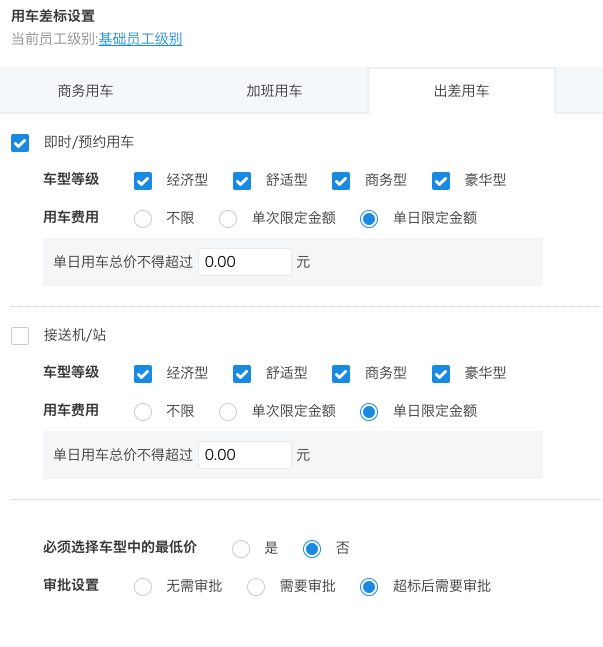 用车差标设置
当前员工级别:基础员工级别
商务用车 加班用车 出差用车
即时/预约用车
车型等级 经济型 舒适型 商务型 豪华型
用车费用 不限 单次限定金额 单日限定金额
单日用车总价不得超过 0.00 元
接送机/站
车型等级 经济型 舒适型 商务型 豪华型
用车费用 不限 单次限定金额 单日限定金额
单日用车总价不得超过 0.00 元
必须选择车型中的最低价 是 否
审批设置 无需审批 需要审批 超标后需要审批